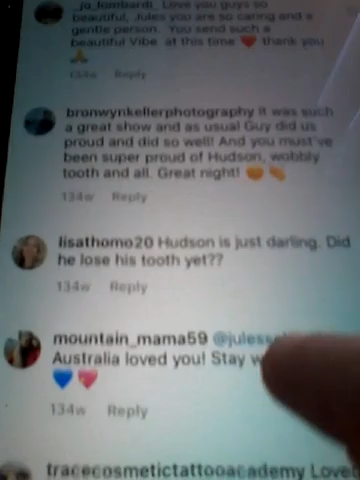 _jo_lombardi_ Love you guys so
beautiful, Jules you are so caring and a
gentle person. You send such a
beautiful Vibe at this time ❤️ thank you
🙏
134w Reply
bronwynkellerphotography It was such
a great show and as usual Guy did us
proud and did so well! And you must've
been super proud of Hudson, wobbly
tooth and all. Great night! 🧡👏
134w Reply
lisathomo20 Hudson is just darling. Did
he lose his tooth yet??
134w Reply
mountain_mama59
Australia loved you! Stay
💙💖
134w Reply
tracecosmetictattooacademy